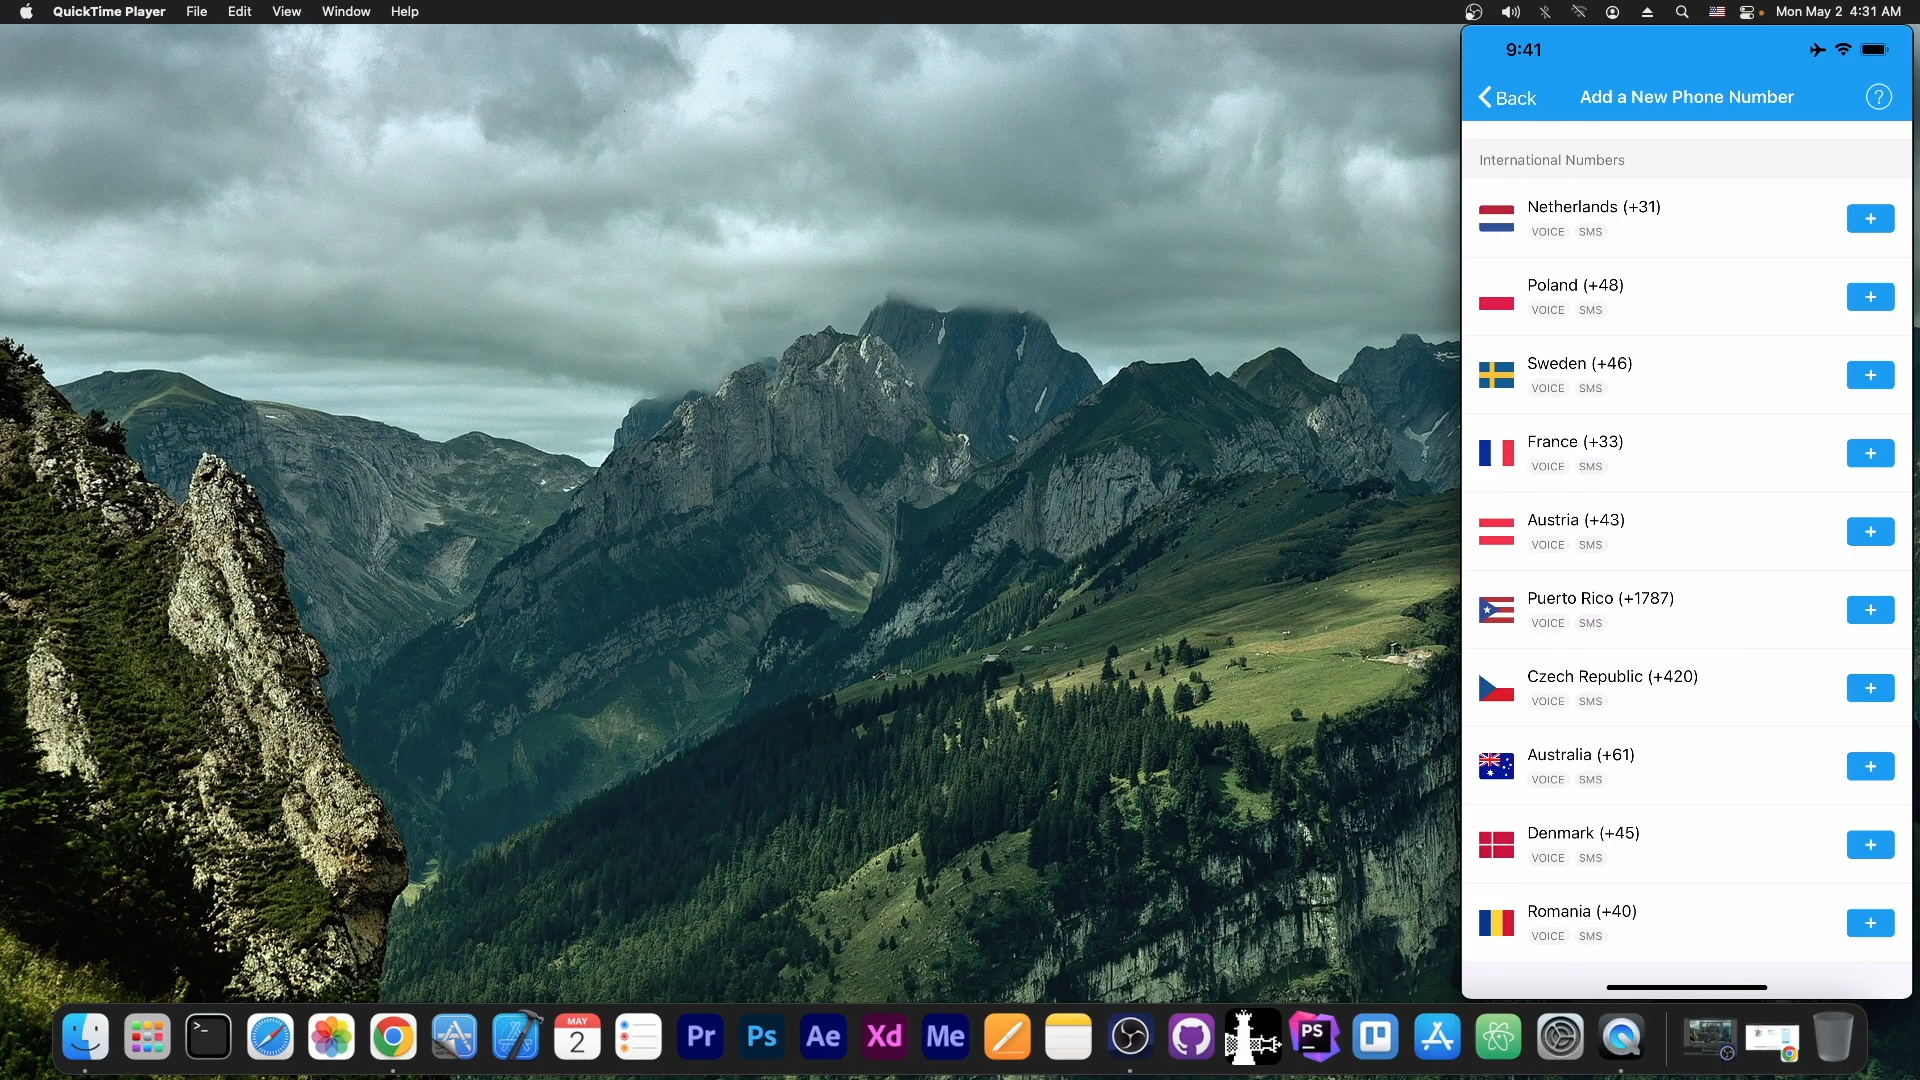 QuickTime Player File Edit View Window Help
Mon May 2 4:31 AM
9:41
Back Add a New Phone Number ?
International Numbers
Netherlands (+31)
VOICE SMS
+
Poland (+48)
VOICE SMS
+
Sweden (+46)
VOICE SMS
+
France (+33)
VOICE SMS
+
Austria (+43)
VOICE SMS
+
Puerto Rico (+1787)
VOICE SMS
+
Czech Republic (+420)
VOICE SMS
+
Australia (+61)
VOICE SMS
+
Denmark (+45)
VOICE SMS
+
Romania (+40)
VOICE SMS
+
MAY
2
Pr Ps Ae Xd Me PS